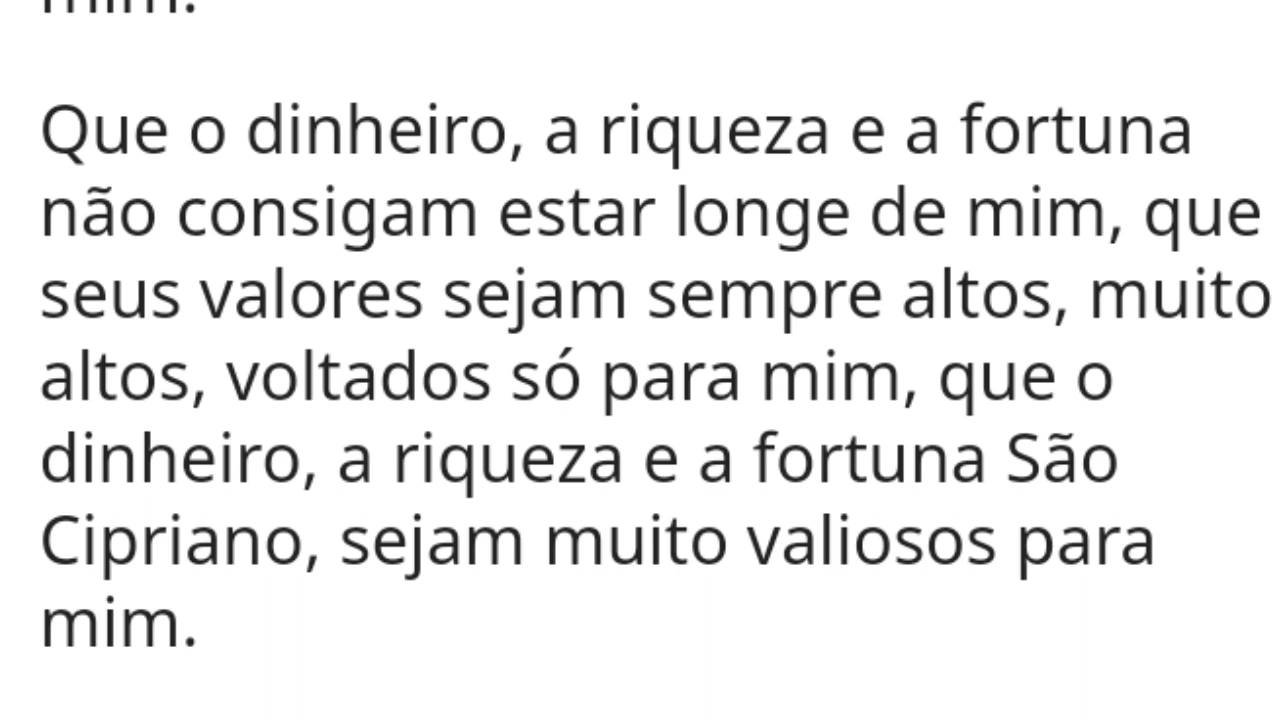 mim.
Que o dinheiro, a riqueza e a fortuna
não consigam estar longe de mim, que
seus valores sejam sempre altos, muito
altos, voltados só para mim, que o
dinheiro, a riqueza e a fortuna São
Cipriano, sejam muito valiosos para
mim.